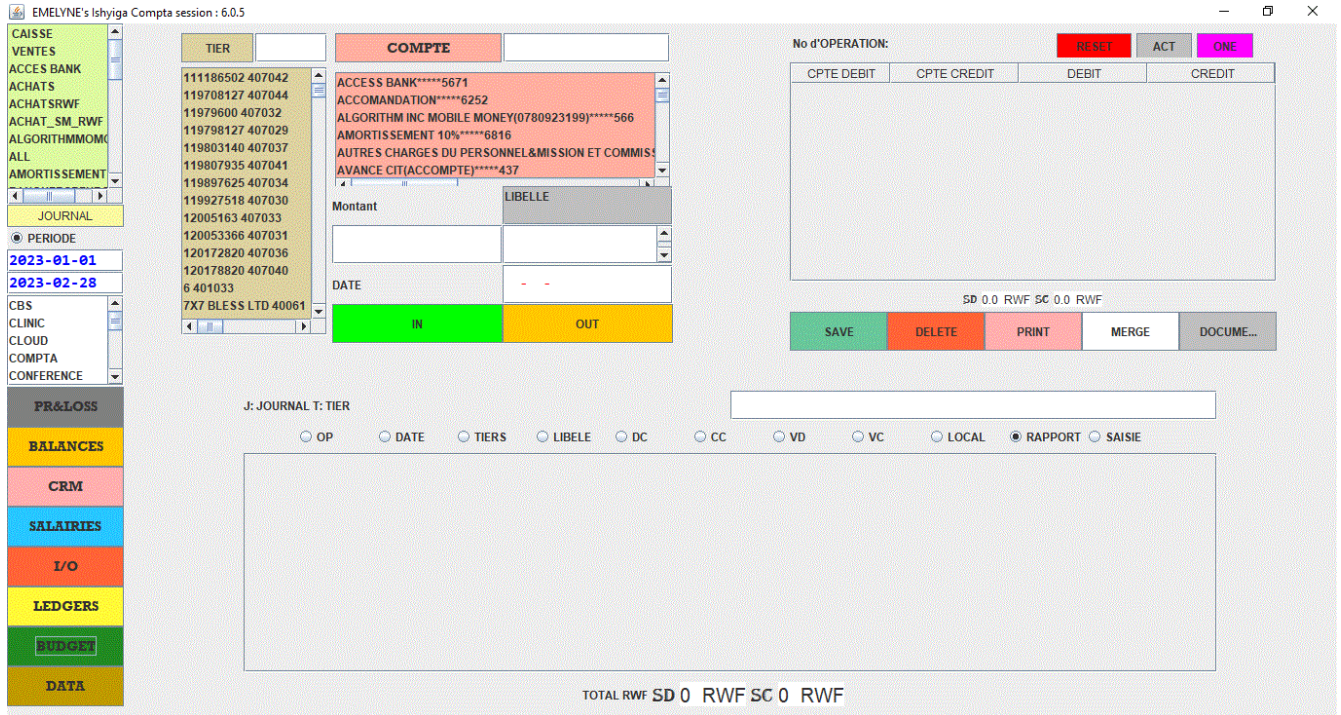 EMELYNE's Ishyiga Compta session : 6.0.5
CAISSE
VENTES
ACCES BANK
ACHATS
ACHATSRWF
ACHAT_SM_RWF
ALGORITHMMOM
ALL
AMORTISSEMENT
JOURNAL
PERIODE
2023-01-01
2023-02-28
CBS
CLINIC
CLOUD
COMPTA
CONFERENCE
PR&LOSS
BALANCES
CRM
SALAIRIES
I/O
LEDGERS
BUDGET
DATA
TIER
111186502 407042
119708127 407044
11979600 407032
119798127 407029
119803140 407037
119807935 407041
119897625 407034
119927518 407030
12005163 407033
120053366 407031
120172820 407036
120178820 407040
6 401033
7X7 BLESS LTD 40061
COMPTE
ACCESS BANK*****5671
ACCOMANDATION*****6252
ALGORITHM INC MOBILE MONEY(0780923199)*****566
AMORTISSEMENT 10%*****6816
AUTRES CHARGES DU PERSONNEL&MISSION ET COMMIS
AVANCE CIT(ACCOMPTE)*****437
Montant
LIBELLE
DATE
- -
IN OUT
No d'OPERATION:
RESET ACT ONE
CPTE DEBIT CPTE CREDIT DEBIT CREDIT
SD 0.0 RWF SC 0.0 RWF
SAVE DELETE PRINT MERGE DOCUME...
J: JOURNAL T: TIER
OP DATE TIERS LIBELE DC CC VD VC LOCAL RAPPORT SAISIE
TOTAL RWF SD 0 RWF SC 0 RWF